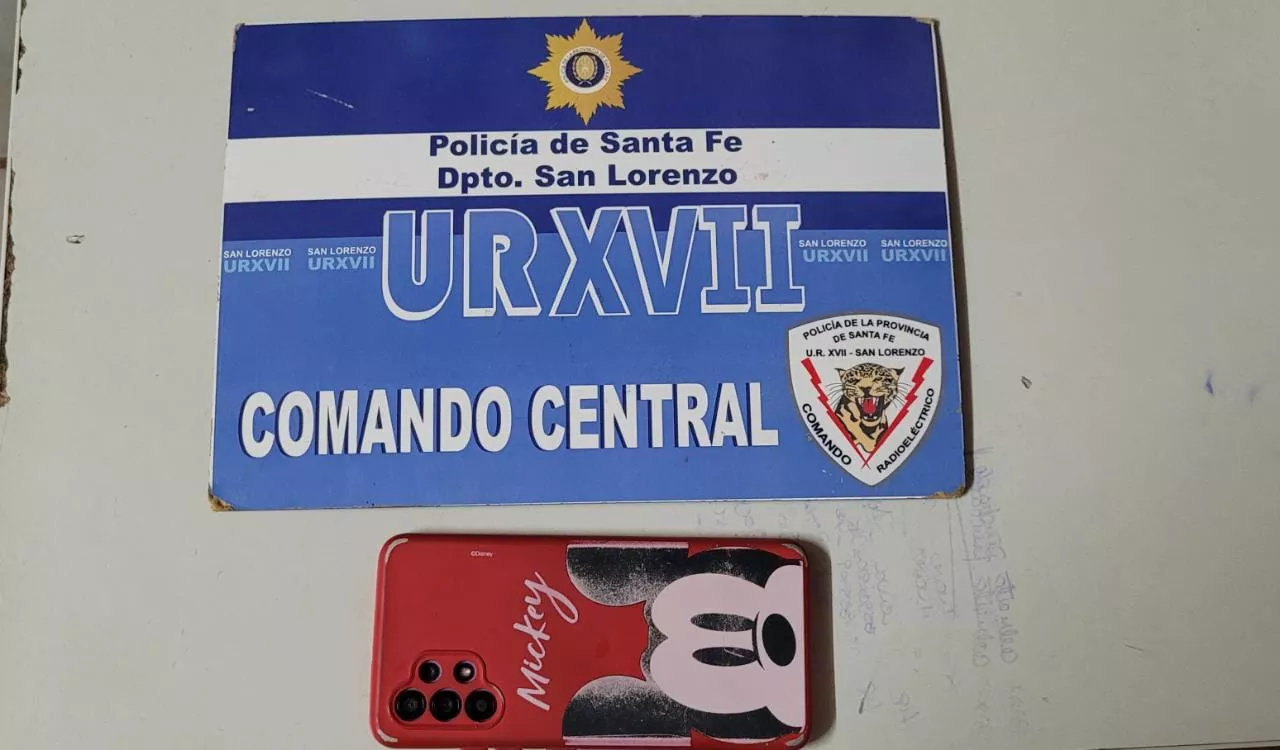 Policía de Santa Fe
Dpto. San Lorenzo
URXVII
SAN LORENZO
URXVII
SAN LORENZO
URXVII
SAN LORENZO
URXVII
SAN LORENZO
URXVII
COMANDO CENTRAL
POLICÍA DE LA PROVINCIA
DE SANTA FE
U.R. XVII - SAN LORENZO
COMANDO
RADIOELÉCTRICO
©Disney
Mickey